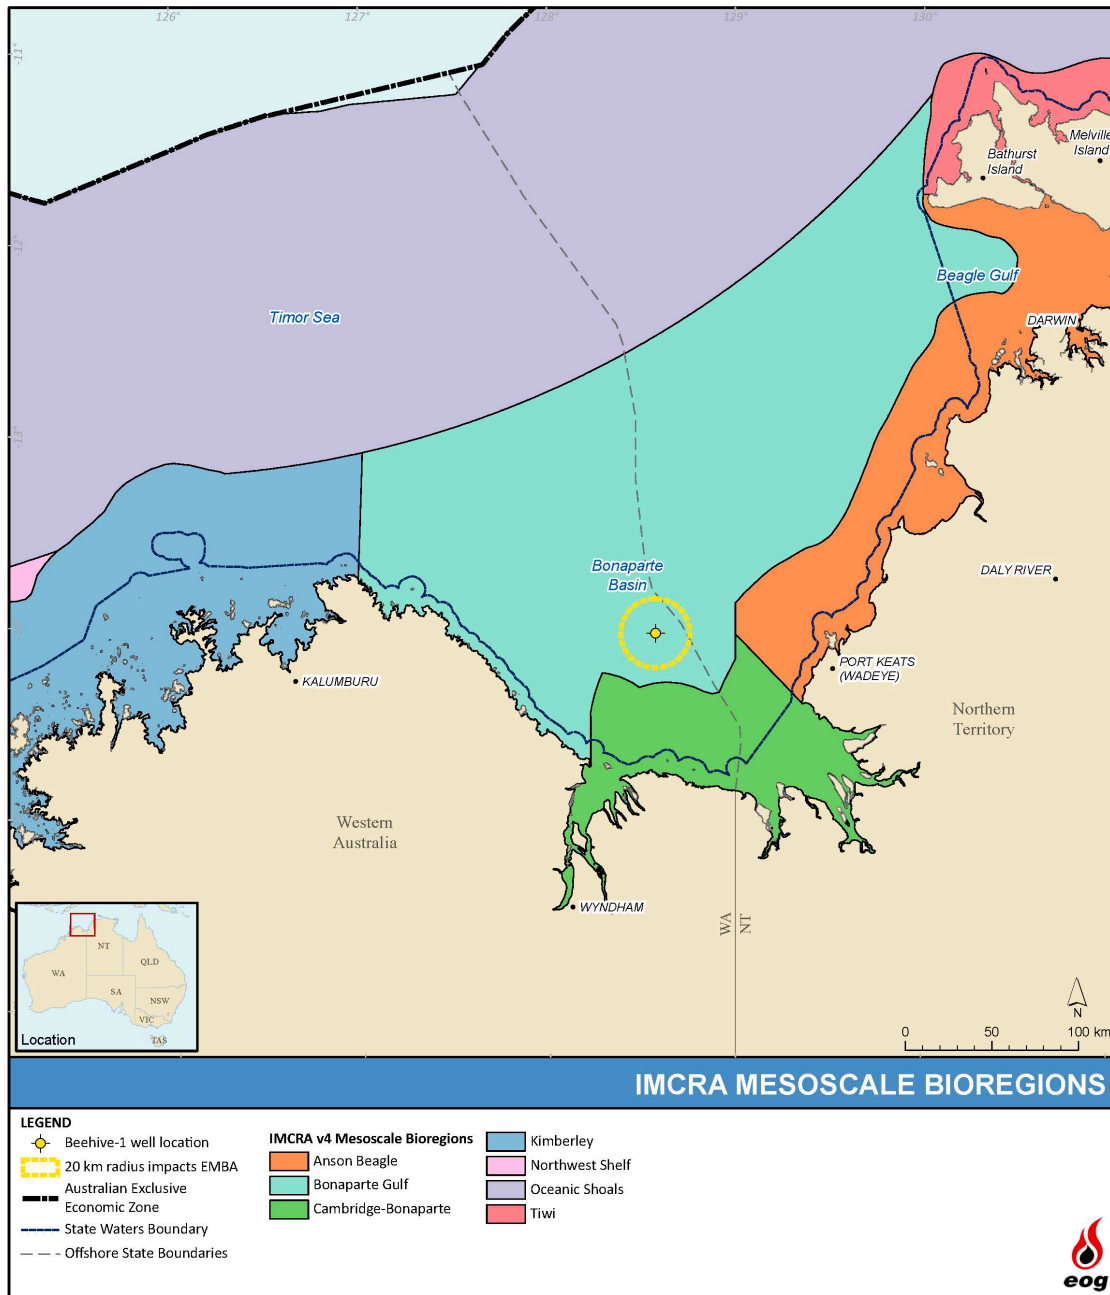 126°
127°
128°
129°
130°
-11°
-12°
-13°
Melville
Island
Bathurst
Island
Beagle Gulf
Timor Sea
DARWIN
Bonaparte
Basin
DALY RIVER
KALUMBURU
PORT KEATS
(WADEYE)
Northern
Territory
Western
Australia
WYNDHAM
WA
NT
WA
NT
QLD
SA
NSW
VIC
TAS
Location
N
0 50 100 km
IMCRA MESOSCALE BIOREGIONS
LEGEND
Beehive-1 well location
20 km radius impacts EMBA
Australian Exclusive
Economic Zone
State Waters Boundary
Offshore State Boundaries
IMCRA v4 Mesoscale Bioregions
Anson Beagle
Bonaparte Gulf
Cambridge-Bonaparte
Kimberley
Northwest Shelf
Oceanic Shoals
Tiwi
eog